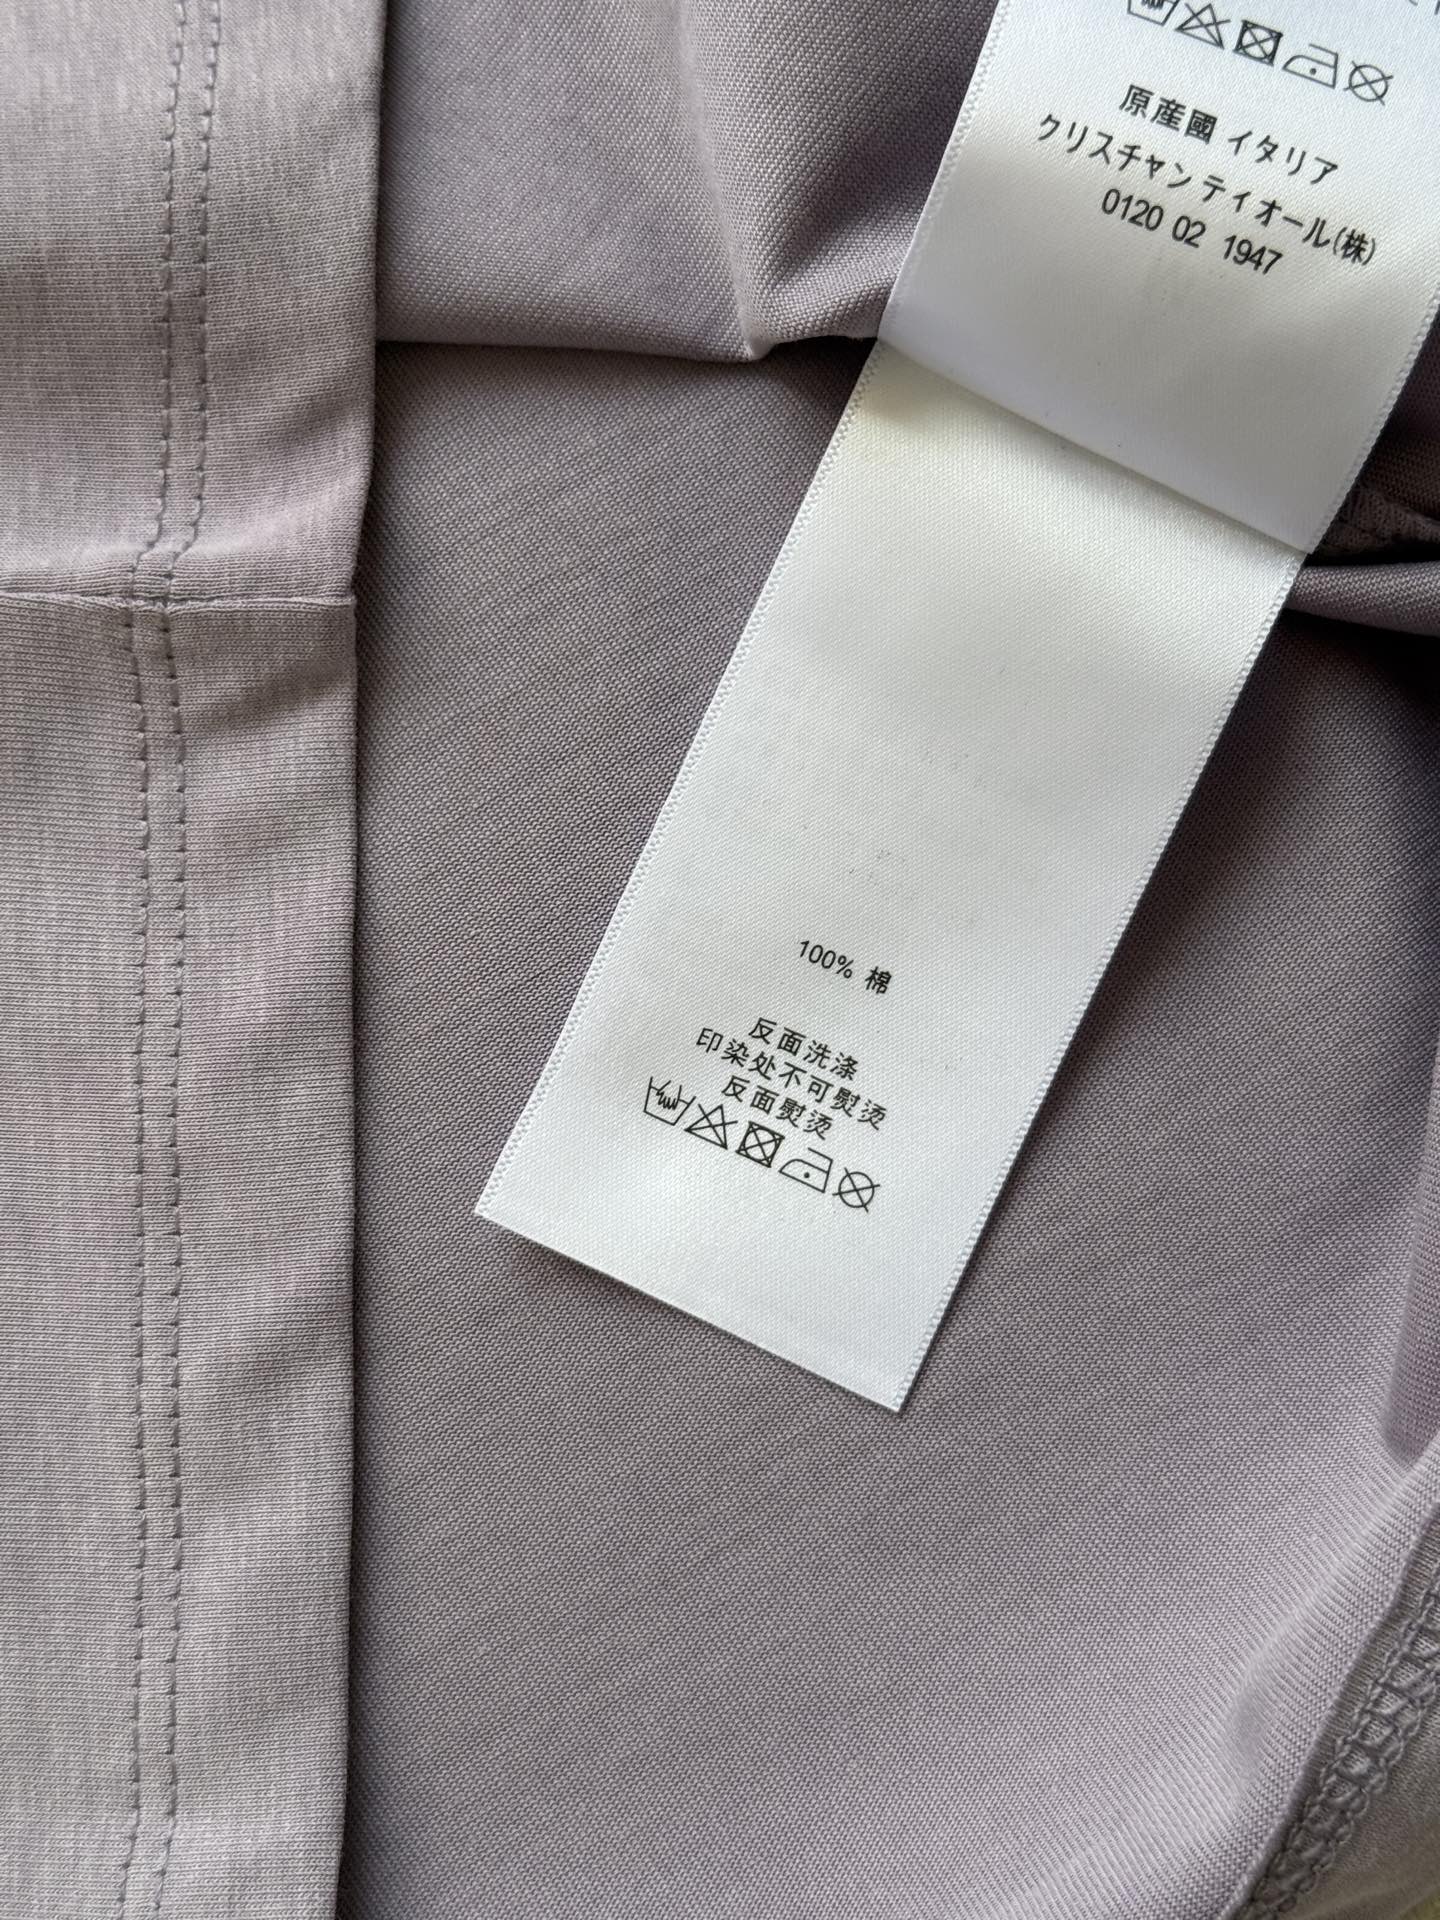 原産國 イタリア
クリスチャン ディオール(株)
0120 02 1947
100% 棉
反面洗涤
印染处不可熨烫
反面熨烫